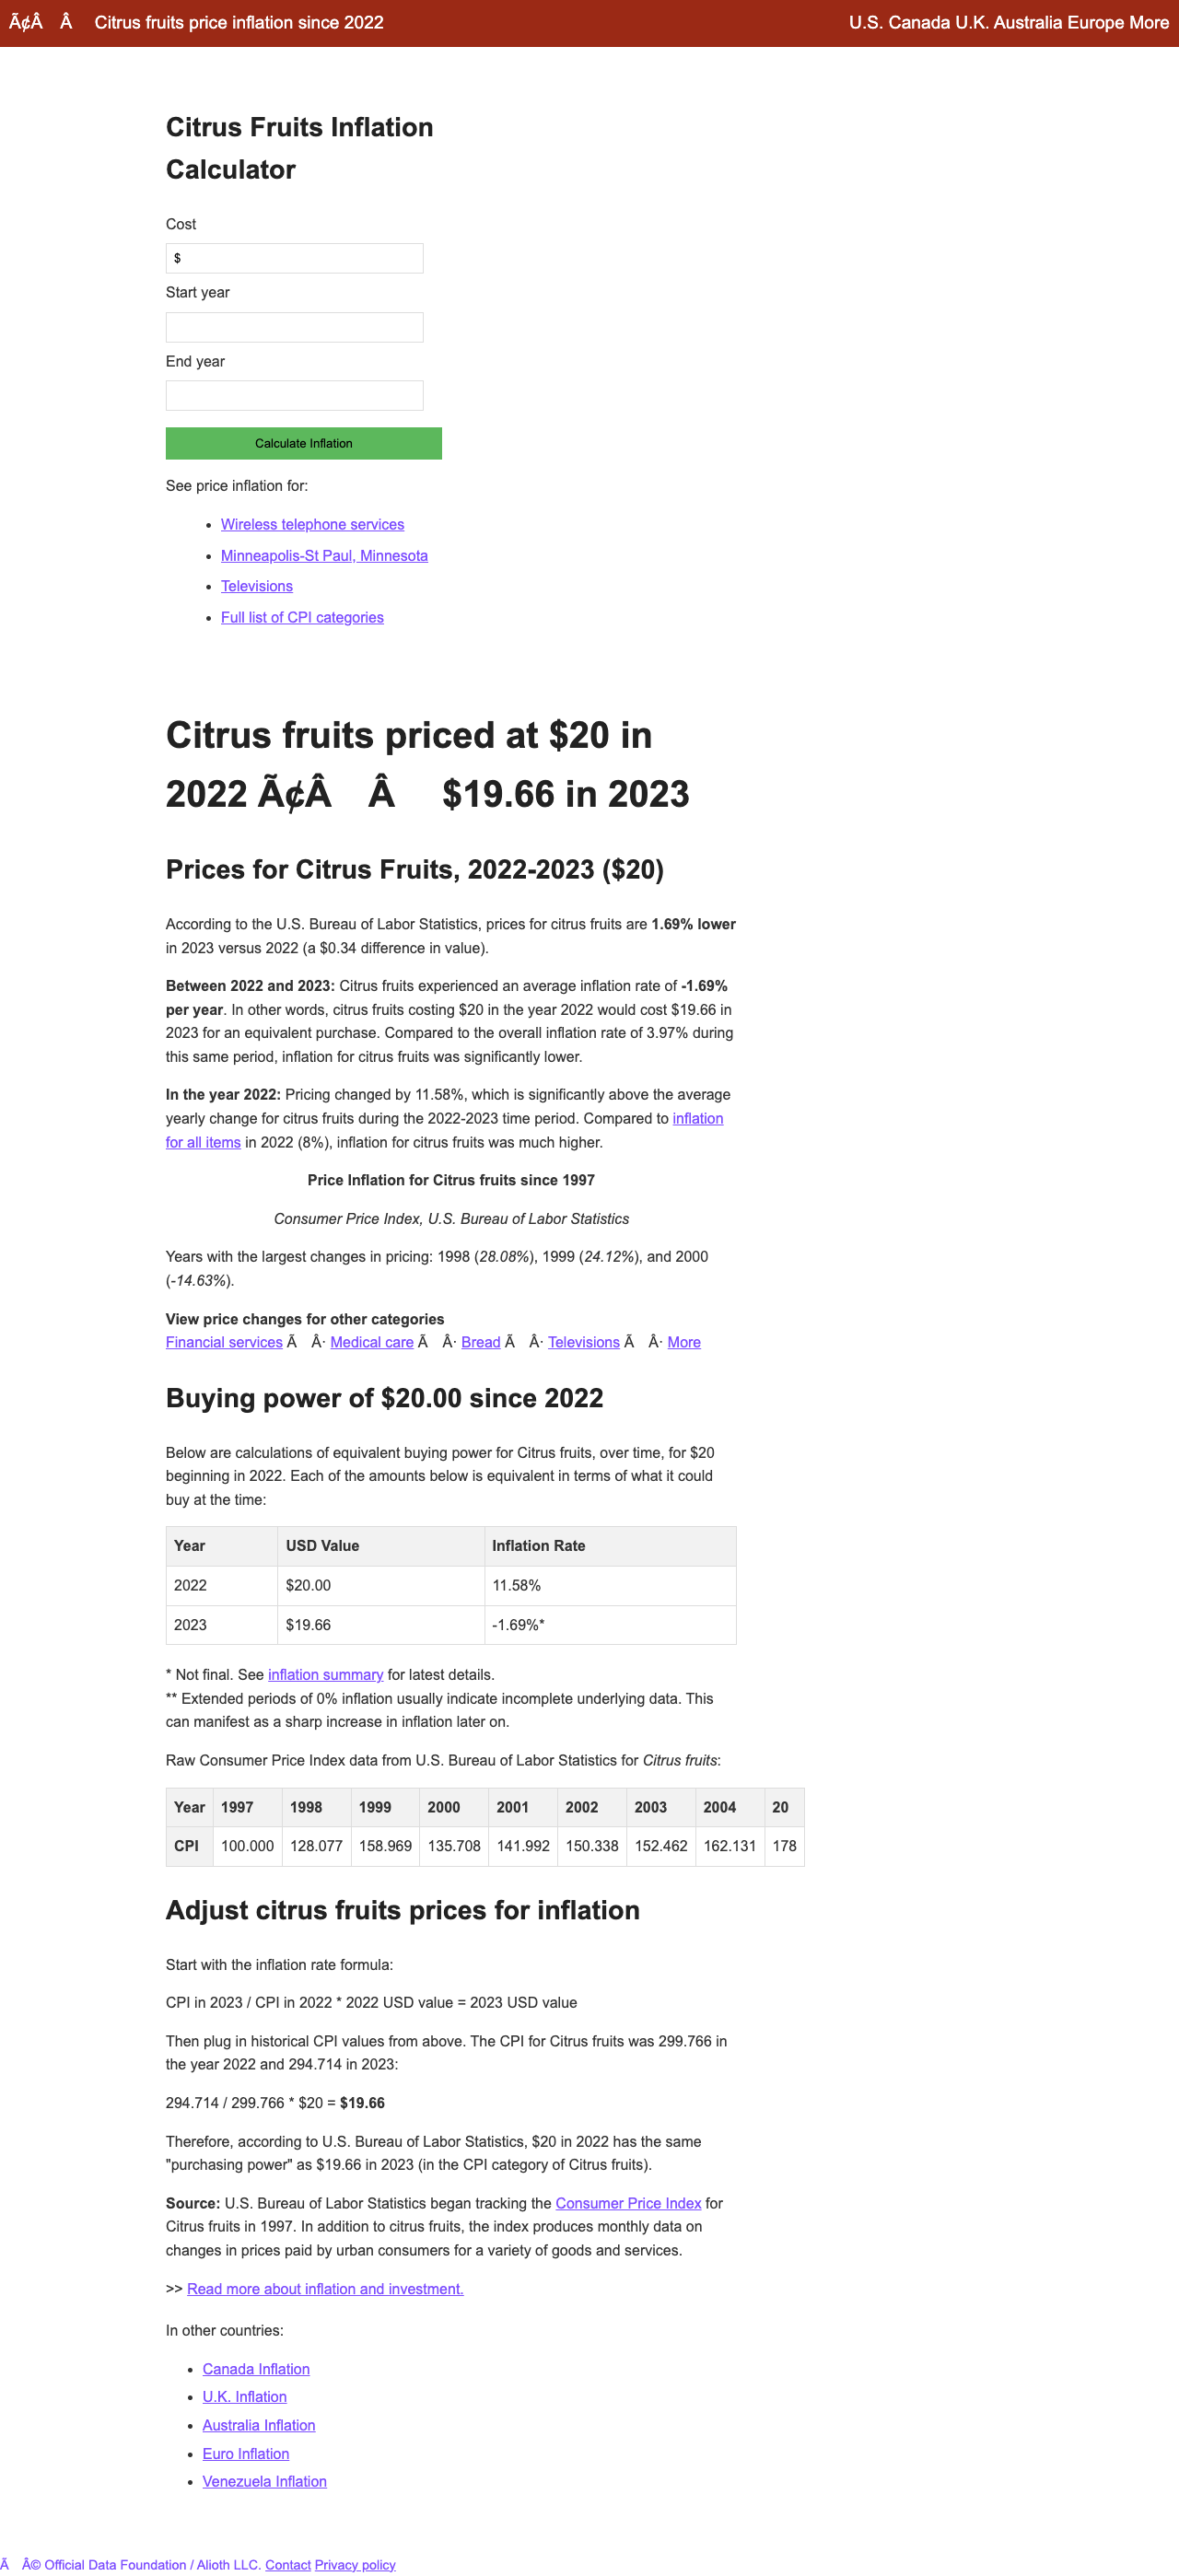 Ã¢Â Â Citrus fruits price inflation since 2022
U.S. Canada U.K. Australia Europe More
Citrus Fruits Inflation
Calculator
Cost
$
Start year
End year
Calculate Inflation
See price inflation for:
• Wireless telephone services
• Minneapolis-St Paul, Minnesota
• Televisions
• Full list of CPI categories
Citrus fruits priced at $20 in
2022 Ã¢Â Â $19.66 in 2023
Prices for Citrus Fruits, 2022-2023 ($20)
According to the U.S. Bureau of Labor Statistics, prices for citrus fruits are 1.69% lower
in 2023 versus 2022 (a $0.34 difference in value).
Between 2022 and 2023: Citrus fruits experienced an average inflation rate of -1.69%
per year. In other words, citrus fruits costing $20 in the year 2022 would cost $19.66 in
2023 for an equivalent purchase. Compared to the overall inflation rate of 3.97% during
this same period, inflation for citrus fruits was significantly lower.
In the year 2022: Pricing changed by 11.58%, which is significantly above the average
yearly change for citrus fruits during the 2022-2023 time period. Compared to inflation
for all items in 2022 (8%), inflation for citrus fruits was much higher.
Price Inflation for Citrus fruits since 1997
Consumer Price Index, U.S. Bureau of Labor Statistics
Years with the largest changes in pricing: 1998 (28.08%), 1999 (24.12%), and 2000
(-14.63%).
View price changes for other categories
Financial services Ã Â· Medical care Ã Â· Bread Ã Â· Televisions Ã Â· More
Buying power of $20.00 since 2022
Below are calculations of equivalent buying power for Citrus fruits, over time, for $20
beginning in 2022. Each of the amounts below is equivalent in terms of what it could
buy at the time:
Year USD Value Inflation Rate
2022 $20.00 11.58%
2023 $19.66 -1.69%*
* Not final. See inflation summary for latest details.
** Extended periods of 0% inflation usually indicate incomplete underlying data. This
can manifest as a sharp increase in inflation later on.
Raw Consumer Price Index data from U.S. Bureau of Labor Statistics for Citrus fruits:
Year 1997 1998 1999 2000 2001 2002 2003 2004 20
CPI 100.000 128.077 158.969 135.708 141.992 150.338 152.462 162.131 178
Adjust citrus fruits prices for inflation
Start with the inflation rate formula:
CPI in 2023 / CPI in 2022 * 2022 USD value = 2023 USD value
Then plug in historical CPI values from above. The CPI for Citrus fruits was 299.766 in
the year 2022 and 294.714 in 2023:
294.714 / 299.766 * $20 = $19.66
Therefore, according to U.S. Bureau of Labor Statistics, $20 in 2022 has the same
"purchasing power" as $19.66 in 2023 (in the CPI category of Citrus fruits).
Source: U.S. Bureau of Labor Statistics began tracking the Consumer Price Index for
Citrus fruits in 1997. In addition to citrus fruits, the index produces monthly data on
changes in prices paid by urban consumers for a variety of goods and services.
>> Read more about inflation and investment.
In other countries:
• Canada Inflation
• U.K. Inflation
• Australia Inflation
• Euro Inflation
• Venezuela Inflation
Ã Â© Official Data Foundation / Alioth LLC. Contact Privacy policy